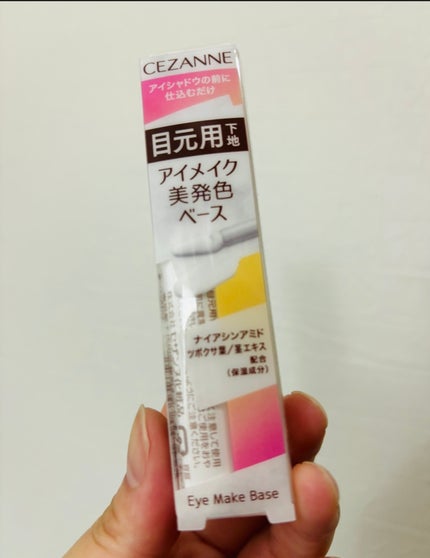 CEZANNE
アイシャドウの前に
仕込むだけ
目元用下地
アイメイク
美発色
ベース
ナイアシンアミド
ツボクサ葉/茎エキス
配合
(保湿成分)
Eye Make Base